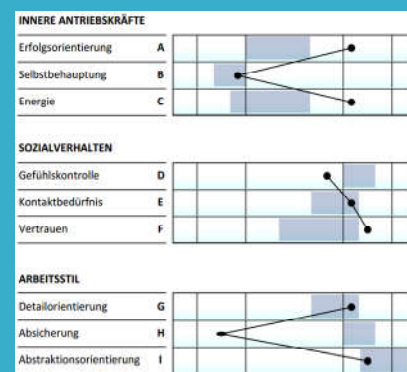 INNERE ANTRIEBSKRÄFTE
Erfolgsorientierung A
Selbstbehauptung B
Energie C
SOZIALVERHALTEN
Gefühlskontrolle D
Kontaktbedürfnis E
Vertrauen F
ARBEITSSTIL
Detailorientierung G
Absicherung H
Abstraktionsorientierung I